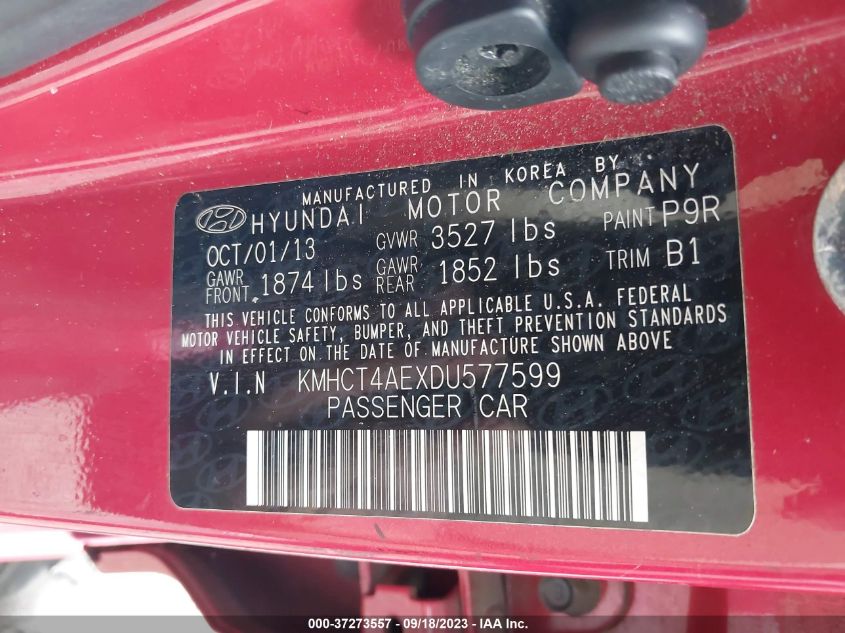 MANUFACTURED IN KOREA BY
HYUNDAI MOTOR COMPANY
OCT/01/13 GVWR 3527 lbs PAINT P9R
GAWR FRONT 1874 lbs GAWR REAR 1852 lbs TRIM B1
THIS VEHICLE CONFORMS TO ALL APPLICABLE U.S.A. FEDERAL
MOTOR VEHICLE SAFETY, BUMPER, AND THEFT PREVENTION STANDARDS
IN EFFECT ON THE DATE OF MANUFACTURE SHOWN ABOVE
V.I.N KMHCT4AEXDU577599
PASSENGER CAR
000-37273557 - 09/18/2023 - IAA Inc.